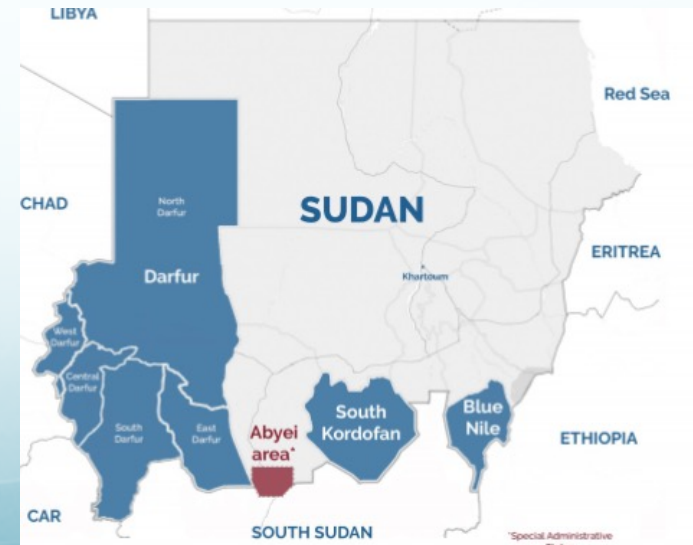 LIBYA
Red Sea
CHAD
North
Darfur
SUDAN
Darfur
ERITREA
Khartoum
West
Darfur
Central
Darfur
South
Darfur
East
Darfur
Abyei
area*
South
Kordofan
Blue
Nile
ETHIOPIA
CAR
SOUTH SUDAN
*Special Administrative